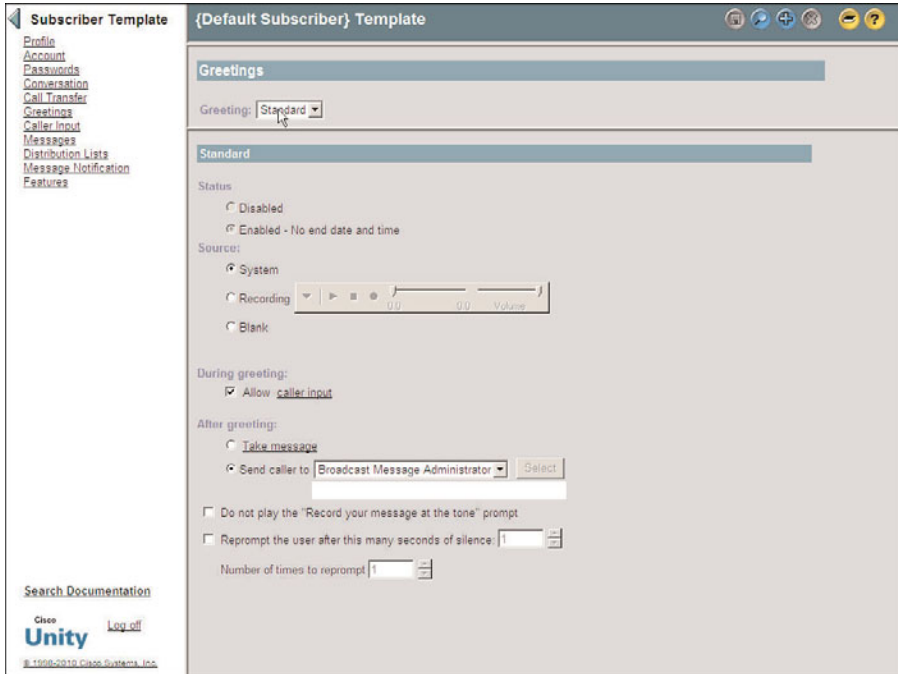 Subscriber Template
Profile
Account
Passwords
Conversation
Call Transfer
Greetings
Caller Input
Messages
Distribution Lists
Message Notification
Features
Search Documentation
Cisco
Unity
Log off
© 1998-2010 Cisco Systems, Inc.
{Default Subscriber} Template
Greetings
Greeting: Standard
Standard
Status
Disabled
Enabled - No end date and time
Source:
System
Recording
0.0 0.0 Volume
Blank
During greeting:
Allow caller input
After greeting:
Take message
Send caller to Broadcast Message Administrator Select
Do not play the "Record your message at the tone" prompt
Reprompt the user after this many seconds of silence: 1
Number of times to reprompt 1